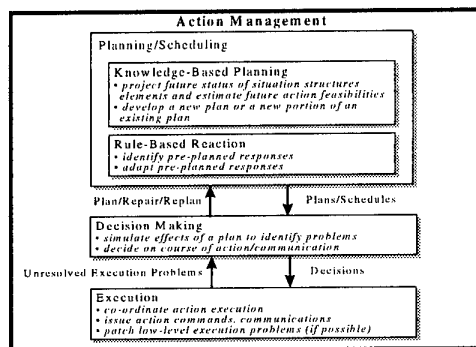 Action Management
Planning/Scheduling
Knowledge-Based Planning
• project future status of situation structures
elements and estimate future action feasibilities
• develop a new plan or a new portion of an
existing plan
Rule-Based Reaction
• identify pre-planned responses
• adapt pre-planned responses
Plan/Repair/Replan
Plans/Schedules
Decision Making
• simulate effects of a plan to identify problems
• decide on course of action/communication
Unresolved Execution Problems
Decisions
Execution
• co-ordinate action execution
• issue action commands, communications
• patch low-level execution problems (if possible)